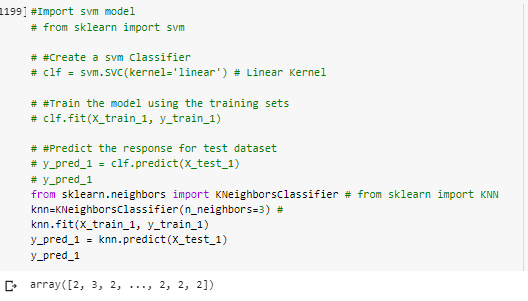 1199] #Import svm model
# from sklearn import svm
# #Create a svm Classifier
# clf = svm.SVC(kernel='linear') # Linear Kernel
# #Train the model using the training sets
# clf.fit(X_train_1, y_train_1)
# #Predict the response for test dataset
# y_pred_1 = clf.predict(X_test_1)
# y_pred_1
from sklearn.neighbors import KNeighborsClassifier # from sklearn import KNN
knn=KNeighborsClassifier(n_neighbors=3) #
knn.fit(X_train_1, y_train_1)
y_pred_1 = knn.predict(X_test_1)
y_pred_1
array([2, 3, 2, ..., 2, 2, 2])